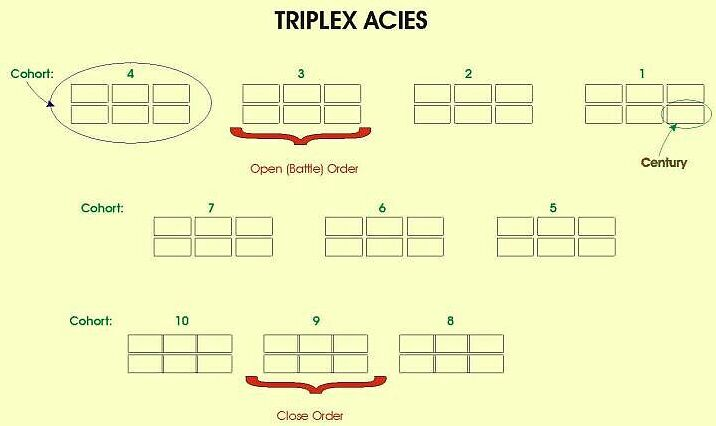 TRIPLEX ACIES
Cohort: 4 3 2 1
Open (Battle) Order
Century
Cohort: 7 6 5
Cohort: 10 9 8
Close Order